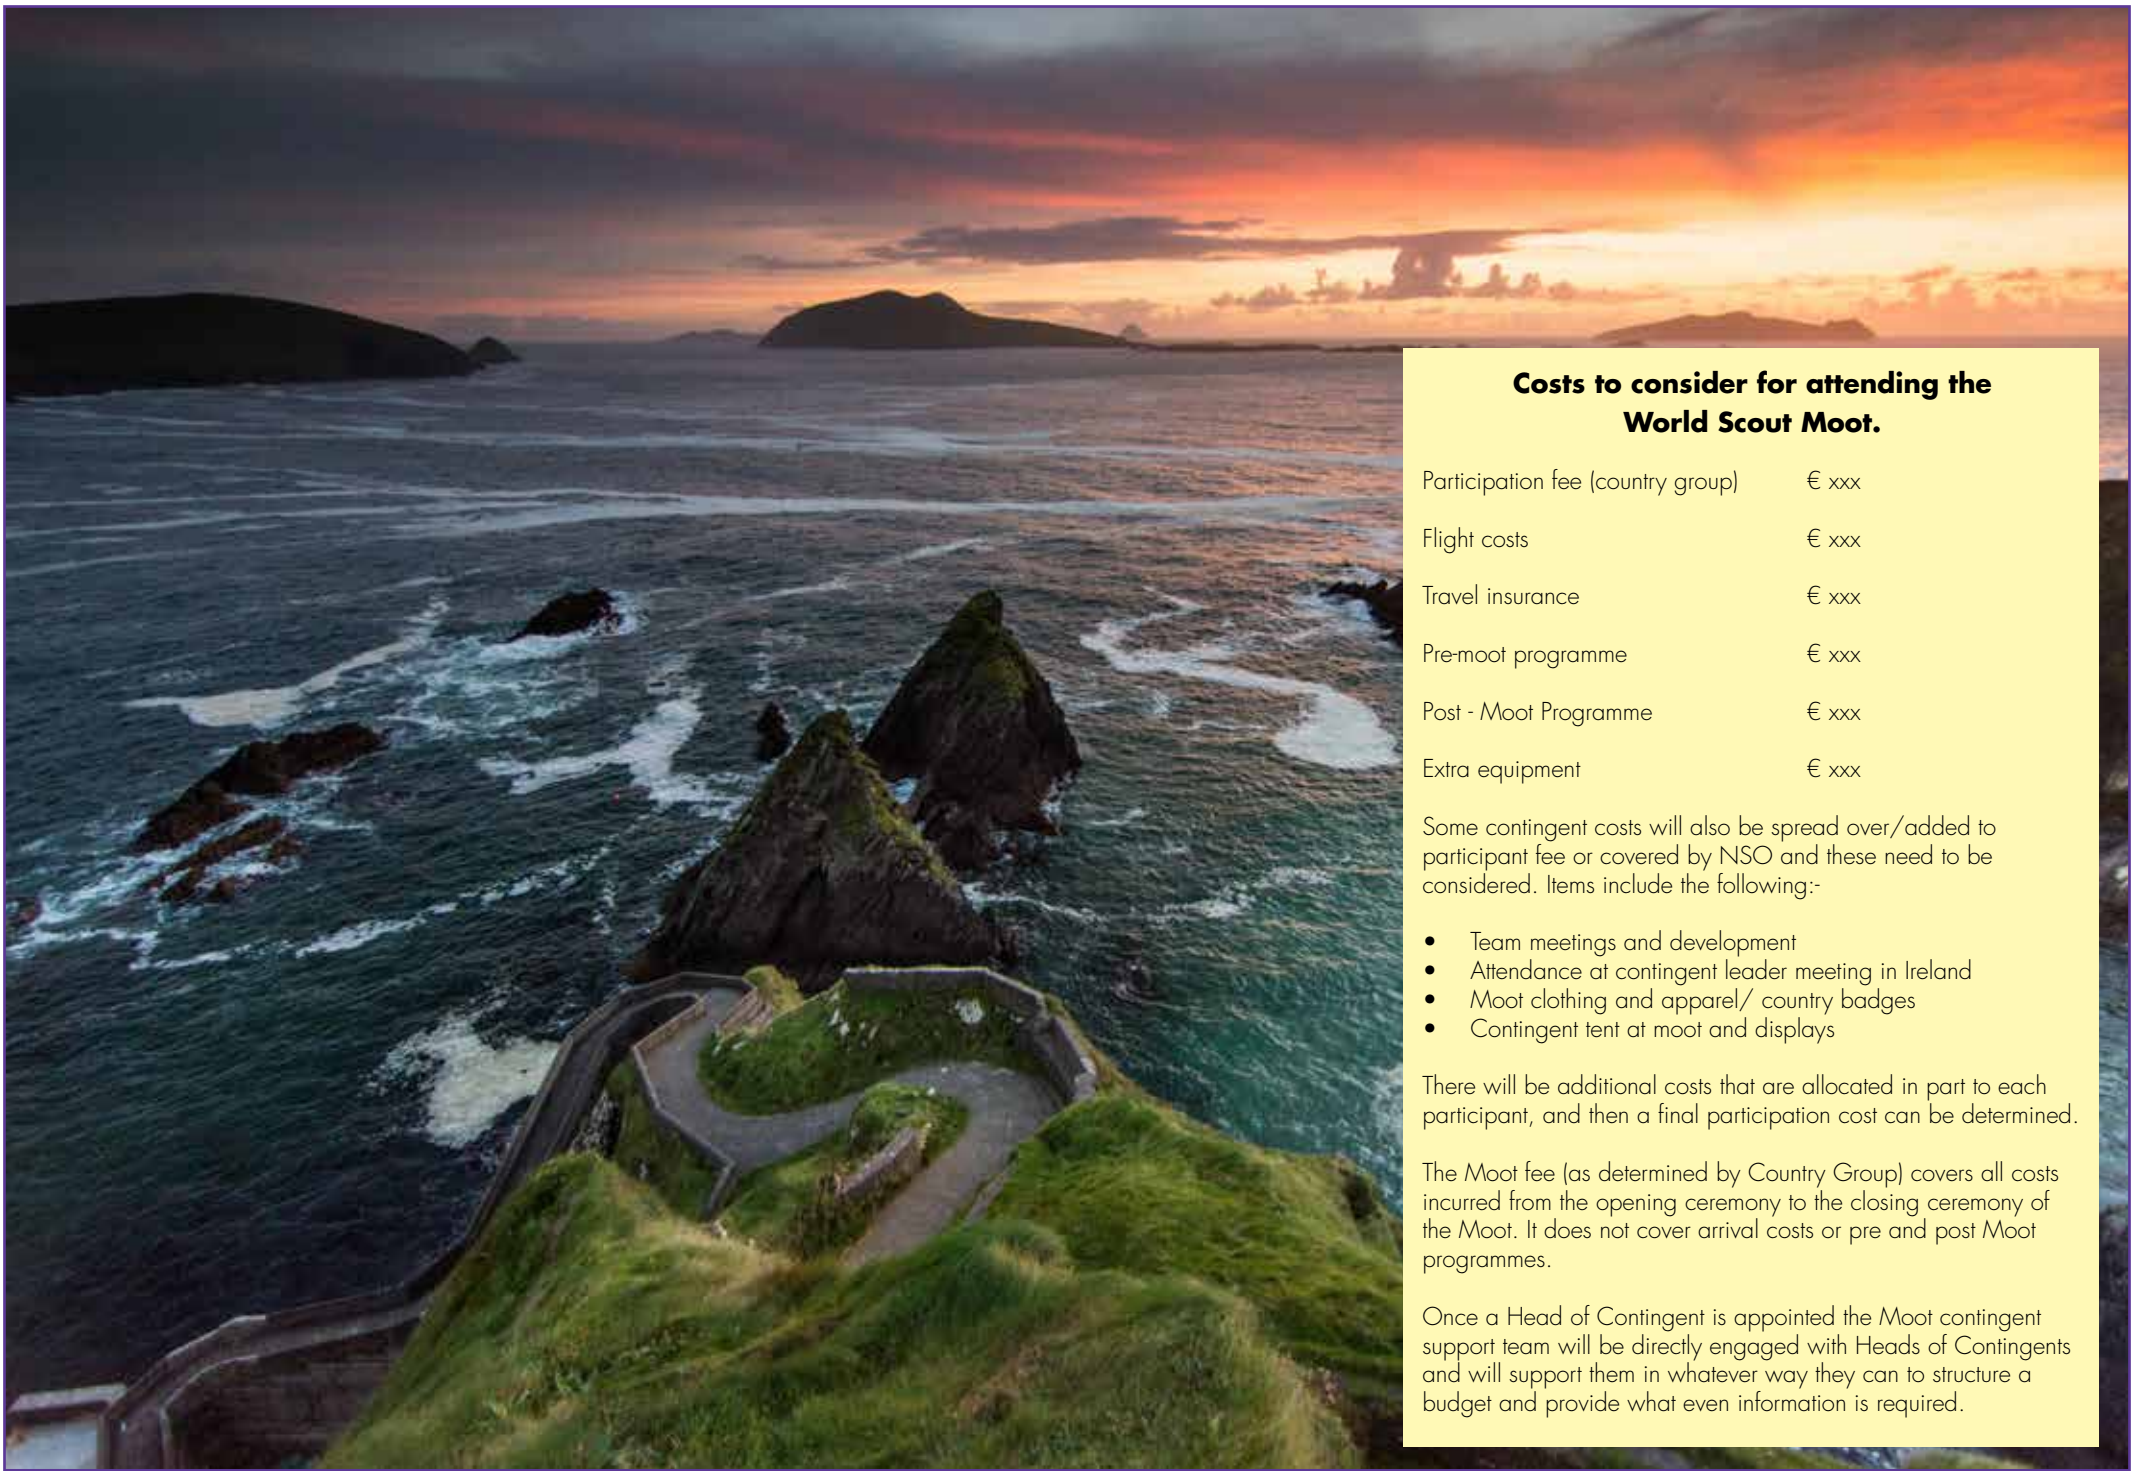 Costs to consider for attending the
World Scout Moot.
Participation fee (country group) € xxx
Flight costs € xxx
Travel insurance € xxx
Pre-moot programme € xxx
Post - Moot Programme € xxx
Extra equipment € xxx
Some contingent costs will also be spread over/added to
participant fee or covered by NSO and these need to be
considered. Items include the following:-
• Team meetings and development
• Attendance at contingent leader meeting in Ireland
• Moot clothing and apparel/ country badges
• Contingent tent at moot and displays
There will be additional costs that are allocated in part to each
participant, and then a final participation cost can be determined.
The Moot fee (as determined by Country Group) covers all costs
incurred from the opening ceremony to the closing ceremony of
the Moot. It does not cover arrival costs or pre and post Moot
programmes.
Once a Head of Contingent is appointed the Moot contingent
support team will be directly engaged with Heads of Contingents
and will support them in whatever way they can to structure a
budget and provide what even information is required.